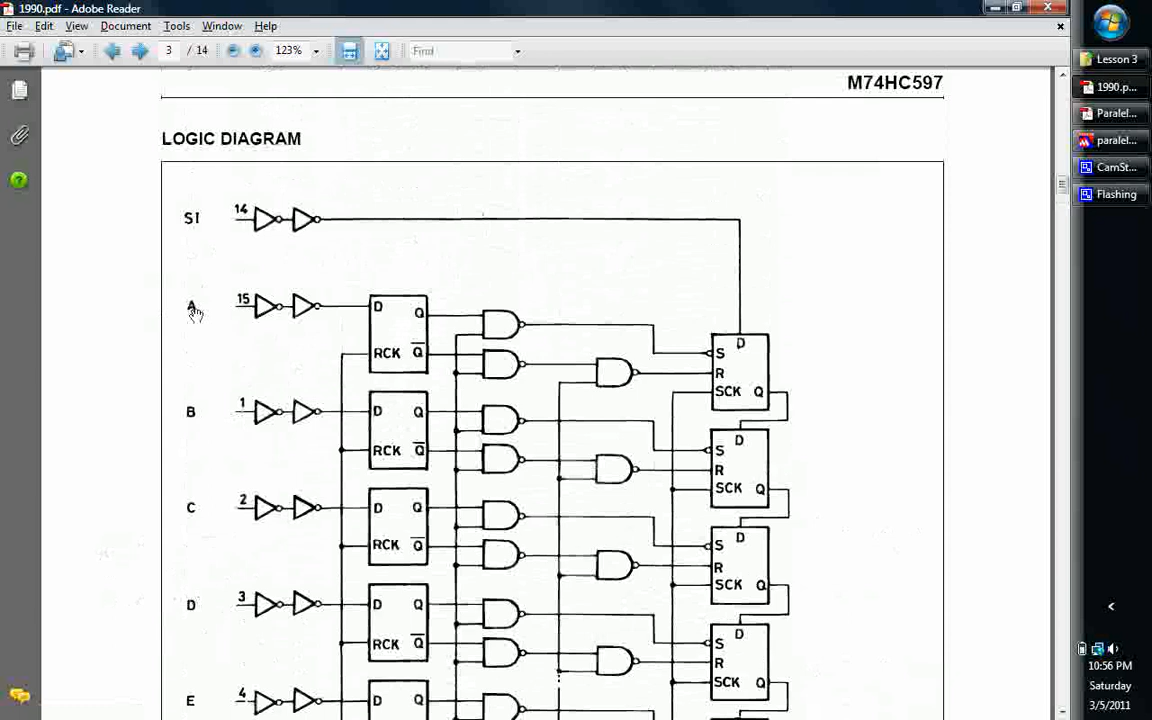 1990.pdf - Adobe Reader
File Edit View Document Tools Window Help
3 / 14 123% Find
M74HC597
LOGIC DIAGRAM
SI 14
A 15 D Q RCK Q D S R SCK Q
B 1 D Q RCK Q D S R SCK Q
C 2 D Q RCK Q D S R SCK Q
D 3 D Q RCK Q D S R SCK Q
E 4 D Q
Lesson 3
1990.p...
Paralel...
paralel...
CamSt...
Flashing
10:56 PM
Saturday
3/5/2011